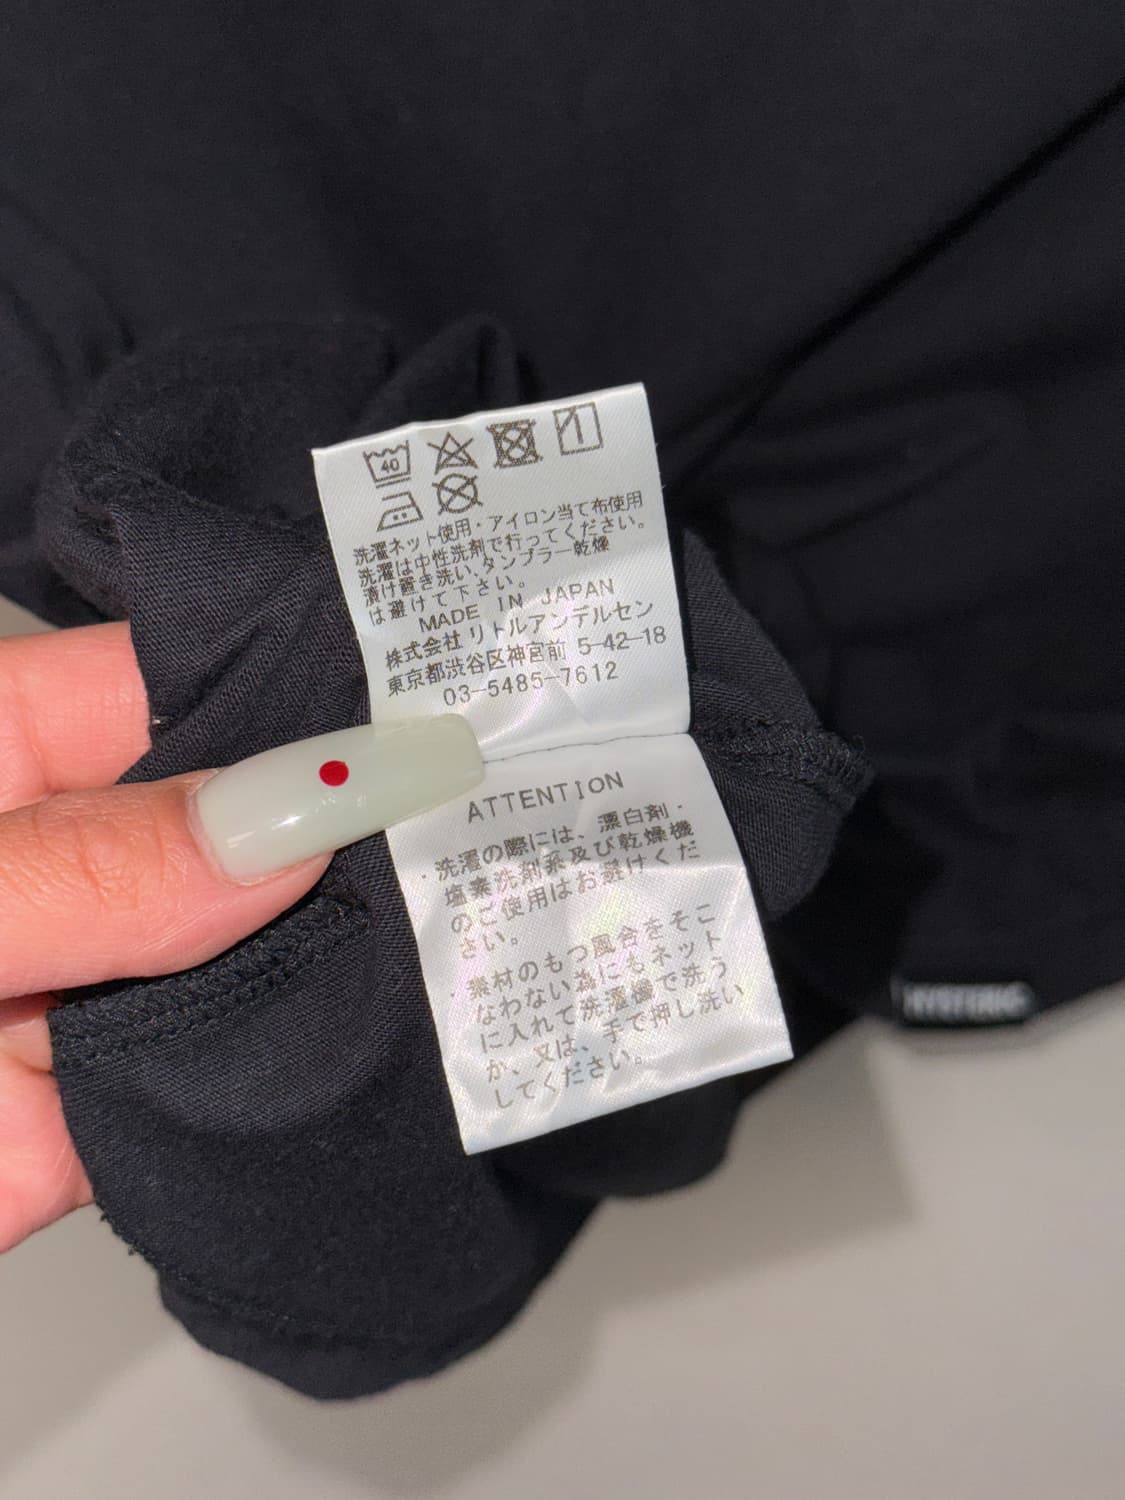 40
洗濯ネット使用・アイロン当て布使用
洗濯は中性洗剤で行ってください。
漬け置き洗い、タンブラー乾燥
は避けて下さい。
MADE IN JAPAN
株式会社 リトルアンデルセン
東京都渋谷区神宮前 5-42-18
03-5485-7612
ATTENTION
・洗濯の際には、漂白剤・
塩素洗剤系及び乾燥機
のご使用はお避けくだ
さい。
・素材のもつ風合をそこ
なわない為にもネット
に入れて洗濯機で洗う
か、又は、手で押し洗い
してください。
HYSTERIC